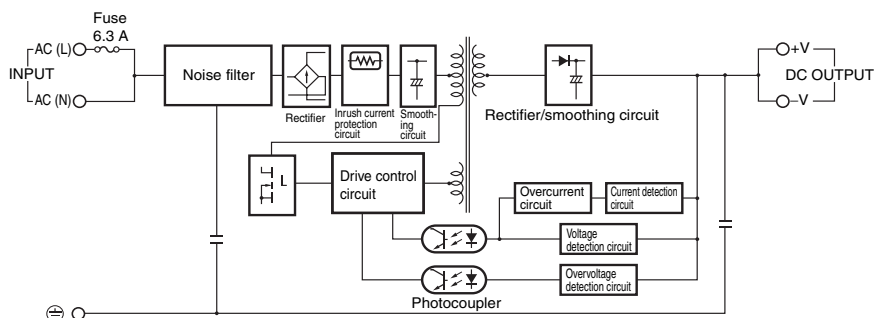 Fuse
6.3 A
AC (L)
INPUT
AC (N)
Noise filter
Rectifier
Inrush current
protection
circuit
Smooth-
ing
circuit
Rectifier/smoothing circuit
+V
DC OUTPUT
–V
Drive control
circuit
Overcurrent
circuit
Current detection
circuit
Voltage
detection circuit
Overvoltage
detection circuit
Photocoupler